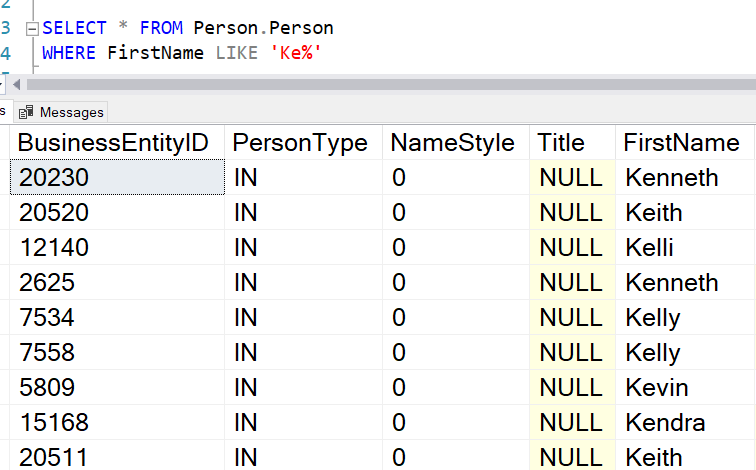 3 SELECT * FROM Person.Person
4 WHERE FirstName LIKE 'Ke%'
Messages
BusinessEntityID PersonType NameStyle Title FirstName
20230 IN 0 NULL Kenneth
20520 IN 0 NULL Keith
12140 IN 0 NULL Kelli
2625 IN 0 NULL Kenneth
7534 IN 0 NULL Kelly
7558 IN 0 NULL Kelly
5809 IN 0 NULL Kevin
15168 IN 0 NULL Kendra
20511 IN 0 NULL Keith